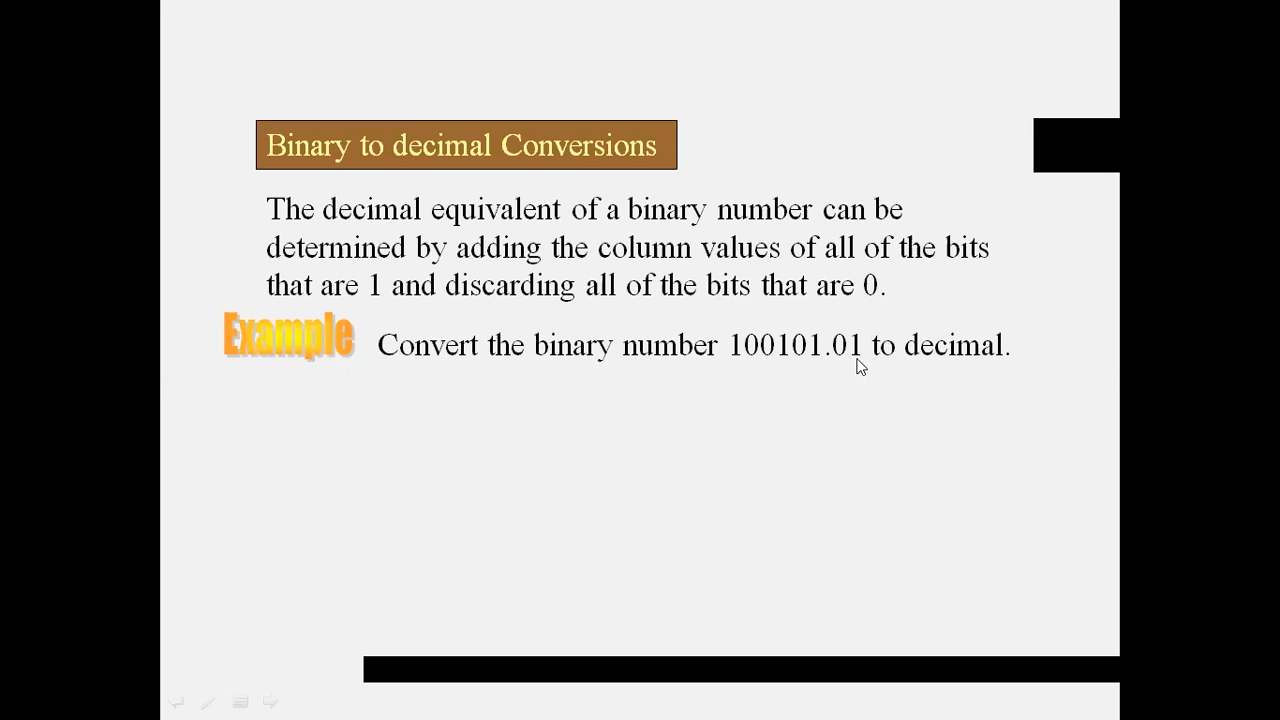 Binary to decimal Conversions
The decimal equivalent of a binary number can be
determined by adding the column values of all of the bits
that are 1 and discarding all of the bits that are 0.
Example
Convert the binary number 100101.01 to decimal.